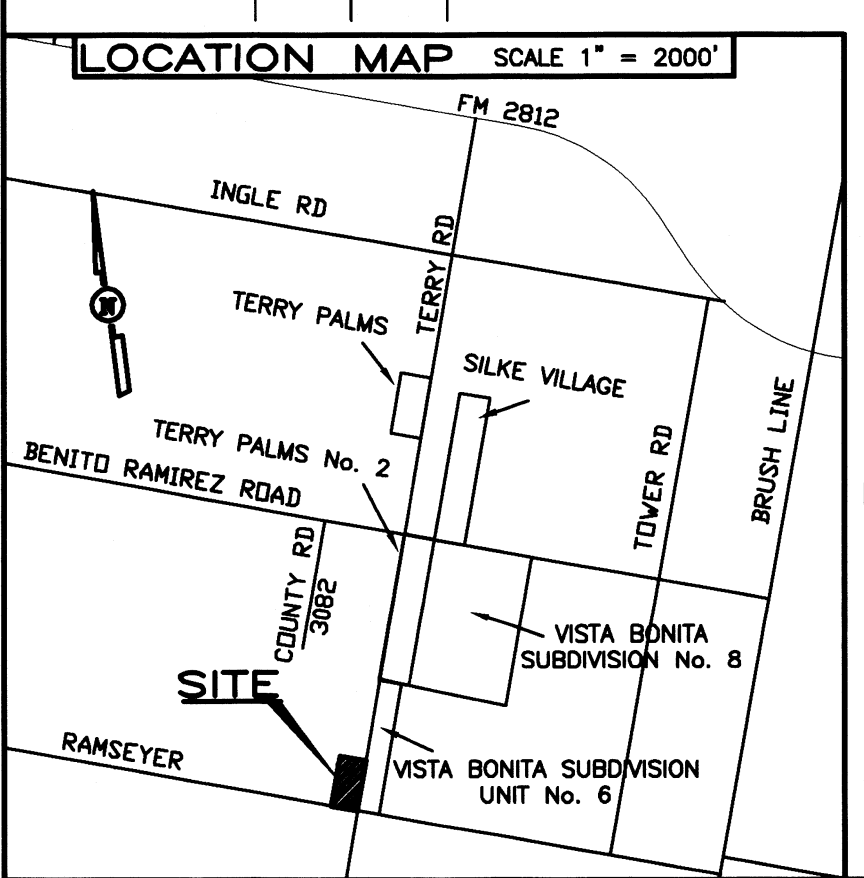 LOCATION MAP SCALE 1" = 2000'
FM 2812
INGLE RD
TERRY RD
N
TERRY PALMS
SILKE VILLAGE
TERRY PALMS No. 2
BENITO RAMIREZ ROAD
TOWER RD
BRUSH LINE
COUNTY RD
3082
VISTA BONITA
SUBDIVISION No. 8
SITE
RAMSEYER
VISTA BONITA SUBDIVISION
UNIT No. 6